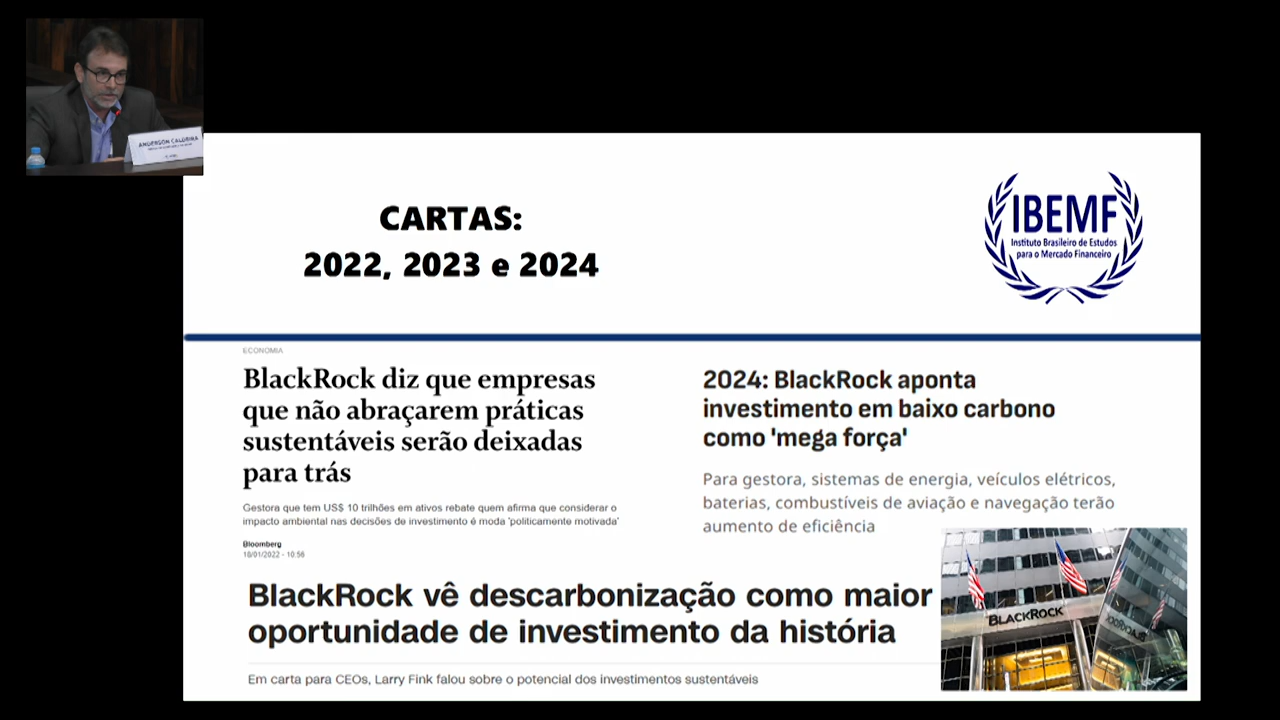 ANDERSON CALDEIRA
CARTAS:
2022, 2023 e 2024
IBEMF
Instituto Brasileiro de Estudos
para o Mercado Financeiro
ECONOMIA
BlackRock diz que empresas
que não abraçarem práticas
sustentáveis serão deixadas
para trás
Gestora que tem US$ 10 trilhões em ativos rebate quem afirma que considerar o
impacto ambiental nas decisões de investimento é moda 'politicamente motivada'
Bloomberg
18/01/2022 - 10:56
2024: BlackRock aponta
investimento em baixo carbono
como 'mega força'
Para gestora, sistemas de energia, veículos elétricos,
baterias, combustíveis de aviação e navegação terão
aumento de eficiência
BlackRock vê descarbonização como maior
oportunidade de investimento da história
Em carta para CEOs, Larry Fink falou sobre o potencial dos investimentos sustentáveis
BLACKROCK